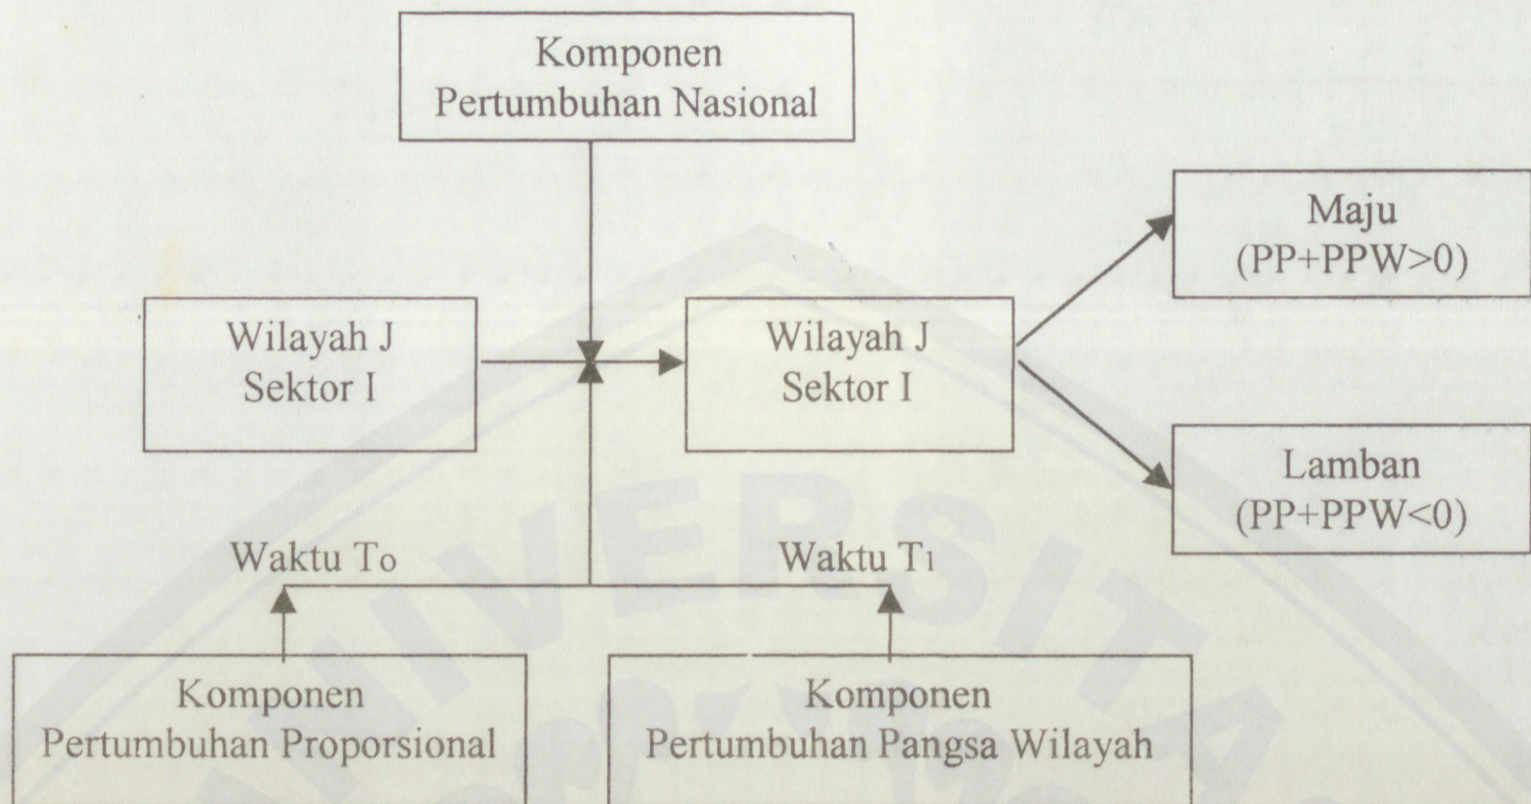 Komponen
Pertumbuhan Nasional
Maju
(PP+PPW>0)
Wilayah J
Sektor I
Wilayah J
Sektor I
Lamban
(PP+PPW<0)
Waktu To
Waktu T1
Komponen
Pertumbuhan Proporsional
Komponen
Pertumbuhan Pangsa Wilayah